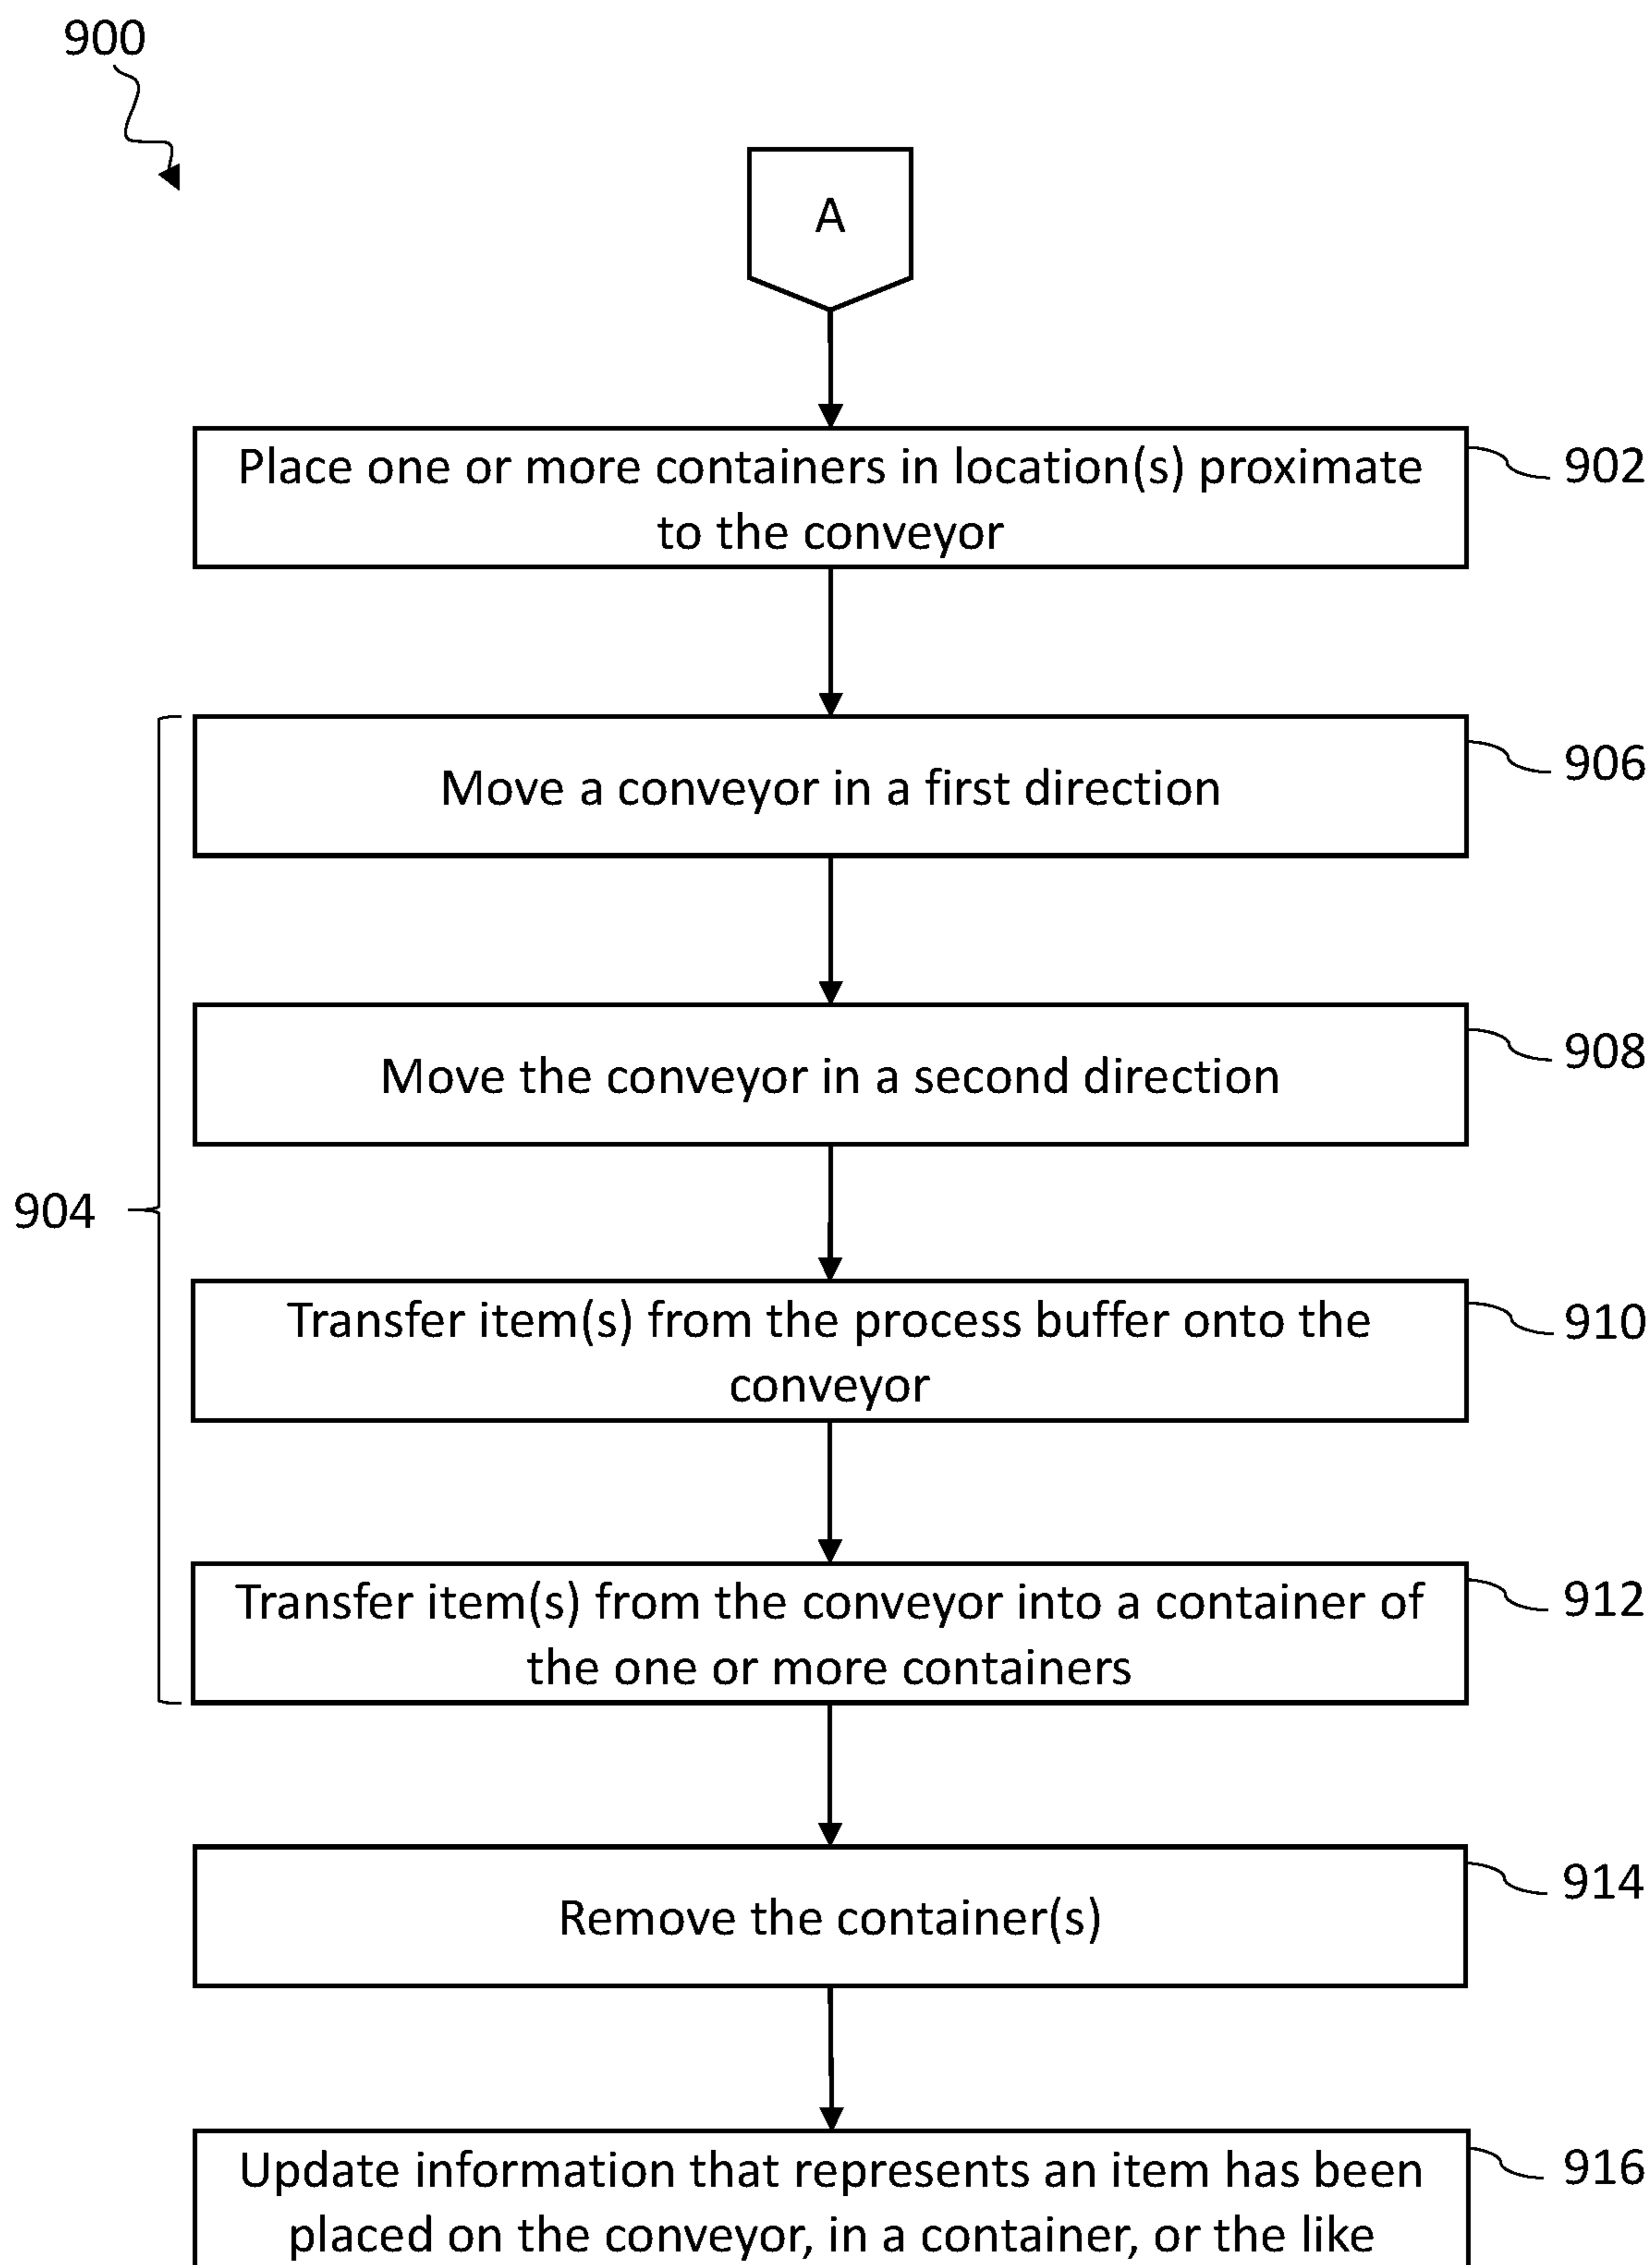 900
A
Place one or more containers in location(s) proximate
to the conveyor
902
Move a conveyor in a first direction
906
Move the conveyor in a second direction
908
904
Transfer item(s) from the process buffer onto the
conveyor
910
Transfer item(s) from the conveyor into a container of
the one or more containers
912
Remove the container(s)
914
Update information that represents an item has been
placed on the conveyor, in a container, or the like
916